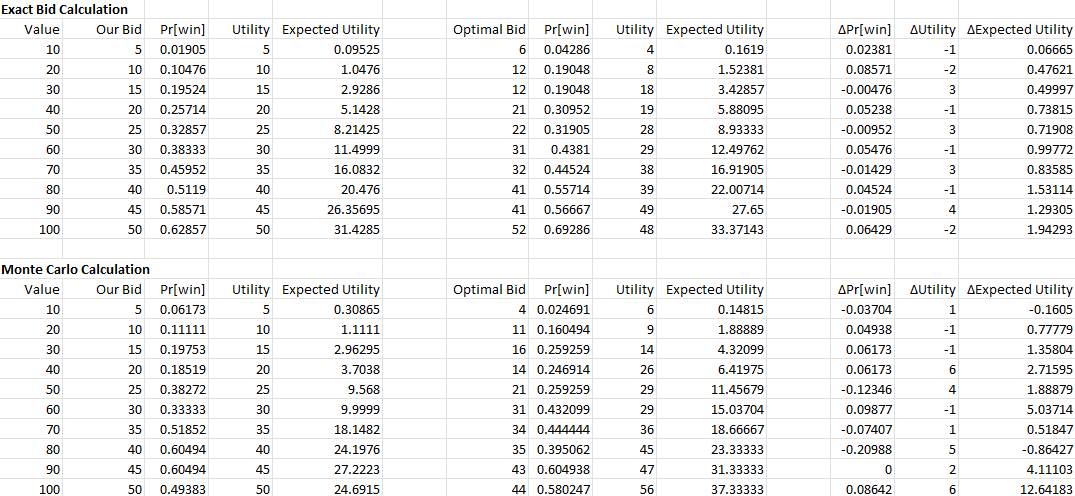 Exact Bid Calculation
Value Our Bid Pr[win] Utility Expected Utility Optimal Bid Pr[win] Utility Expected Utility ΔPr[win] ΔUtility ΔExpected Utility
10 5 0.01905 5 0.09525 6 0.04286 4 0.1619 0.02381 -1 0.06665
20 10 0.10476 10 1.0476 12 0.19048 8 1.52381 0.08571 -2 0.47621
30 15 0.19524 15 2.9286 12 0.19048 18 3.42857 -0.00476 3 0.49997
40 20 0.25714 20 5.1428 21 0.30952 19 5.88095 0.05238 -1 0.73815
50 25 0.32857 25 8.21425 22 0.31905 28 8.93333 -0.00952 3 0.71908
60 30 0.38333 30 11.4999 31 0.4381 29 12.49762 0.05476 -1 0.99772
70 35 0.45952 35 16.0832 32 0.44524 38 16.91905 -0.01429 3 0.83585
80 40 0.5119 40 20.476 41 0.55714 39 22.00714 0.04524 -1 1.53114
90 45 0.58571 45 26.35695 41 0.56667 49 27.65 -0.01905 4 1.29305
100 50 0.62857 50 31.4285 52 0.69286 48 33.37143 0.06429 -2 1.94293
Monte Carlo Calculation
Value Our Bid Pr[win] Utility Expected Utility Optimal Bid Pr[win] Utility Expected Utility ΔPr[win] ΔUtility ΔExpected Utility
10 5 0.06173 5 0.30865 4 0.024691 6 0.14815 -0.03704 1 -0.1605
20 10 0.11111 10 1.1111 11 0.160494 9 1.88889 0.04938 -1 0.77779
30 15 0.19753 15 2.96295 16 0.259259 14 4.32099 0.06173 -1 1.35804
40 20 0.18519 20 3.7038 14 0.246914 26 6.41975 0.06173 6 2.71595
50 25 0.38272 25 9.568 21 0.259259 29 11.45679 -0.12346 4 1.88879
60 30 0.33333 30 9.9999 31 0.432099 29 15.03704 0.09877 -1 5.03714
70 35 0.51852 35 18.1482 34 0.444444 36 18.66667 -0.07407 1 0.51847
80 40 0.60494 40 24.1976 35 0.395062 45 23.33333 -0.20988 5 -0.86427
90 45 0.60494 45 27.2223 43 0.604938 47 31.33333 0 2 4.11103
100 50 0.49383 50 24.6915 44 0.580247 56 37.33333 0.08642 6 12.64183